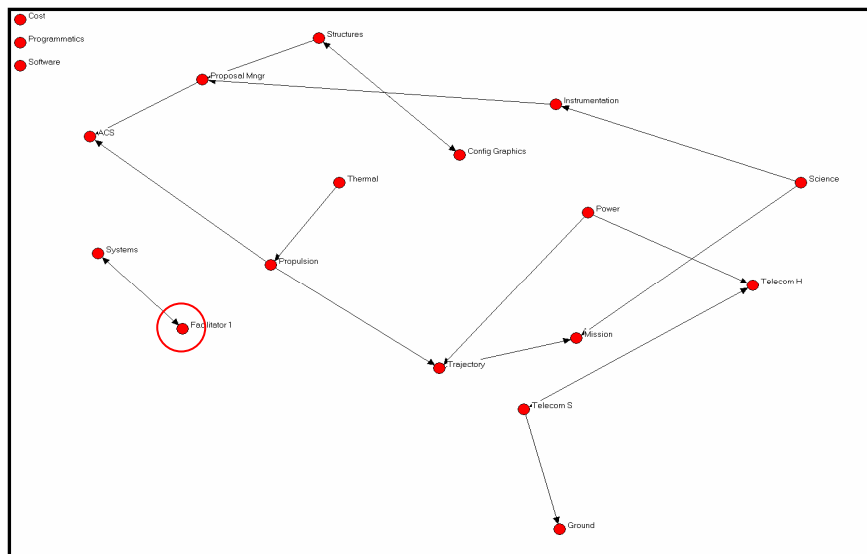 Cost
Programmatics
Software
Structures
Proposal Mngr
Instrumentation
ACS
Config Graphics
Thermal
Science
Power
Systems
Propulsion
Telecom H
Facilitator 1
Mission
Trajectory
Telecom S
Ground